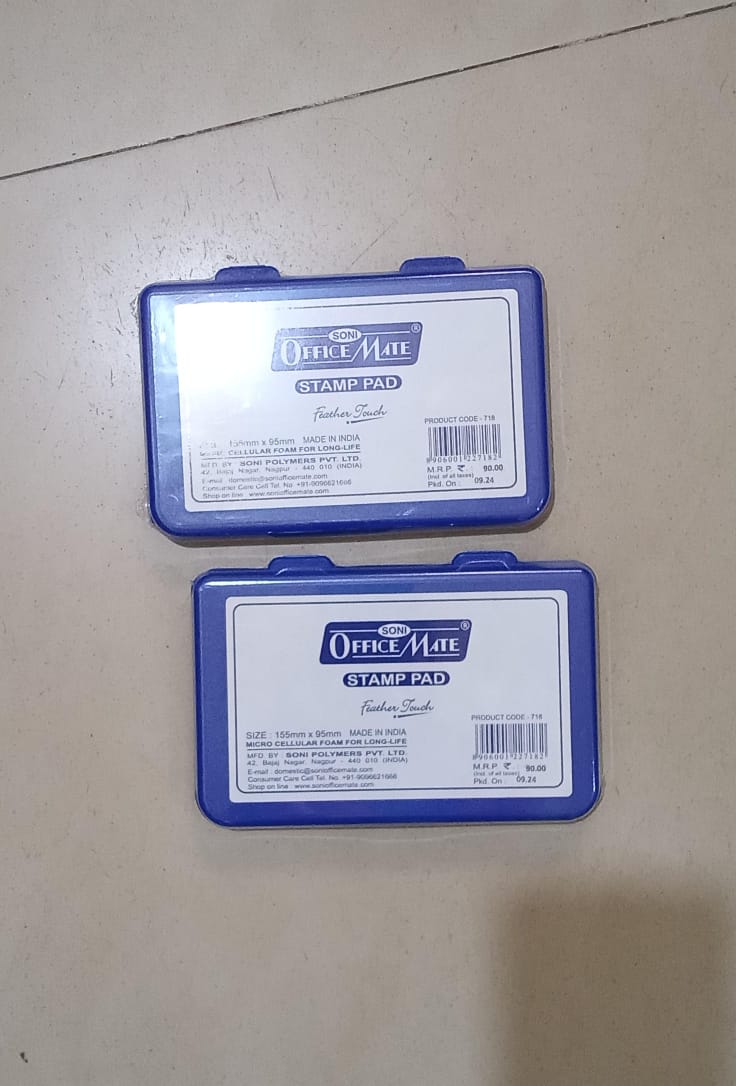 SONI
OFFICE MATE ®
STAMP PAD
Feather Touch
PRODUCT CODE - 718
155mm x 95mm MADE IN INDIA
CELLULAR FOAM FOR LONG-LIFE
MFD BY : SONI POLYMERS PVT. LTD.
42, Bajaj Nagar, Nagpur - 440 010 (INDIA)
E-mail : domestic@soniofficemate.com
Consumer Care Cell Tel. No. +91-9096621666
Shop on line : www.soniofficemate.com
8906001227182
M.R.P. ₹ : 90.00
(Incl. of all taxes)
Pkd. On : 09.24
SONI
OFFICE MATE ®
STAMP PAD
Feather Touch
PRODUCT CODE - 718
SIZE : 155mm x 95mm MADE IN INDIA
MICRO CELLULAR FOAM FOR LONG-LIFE
MFD BY : SONI POLYMERS PVT. LTD.
42, Bajaj Nagar, Nagpur - 440 010 (INDIA)
E-mail : domestic@soniofficemate.com
Consumer Care Cell Tel. No. +91-9096621666
Shop on line : www.soniofficemate.com
8906001227182
M.R.P. ₹ : 90.00
(Incl. of all taxes)
Pkd. On : 09.24